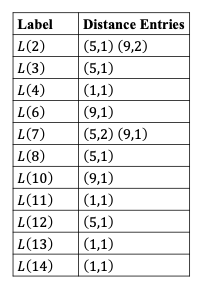 Label Distance Entries
L(2) (5,1) (9,2)
L(3) (5,1)
L(4) (1,1)
L(6) (9,1)
L(7) (5,2) (9,1)
L(8) (5,1)
L(10) (9,1)
L(11) (1,1)
L(12) (5,1)
L(13) (1,1)
L(14) (1,1)